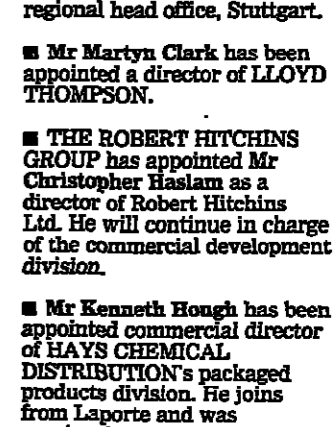 regional head office, Stuttgart.
■ Mr Martyn Clark has been
appointed a director of LLOYD
THOMPSON.
■ THE ROBERT HITCHINS
GROUP has appointed Mr
Christopher Haslam as a
director of Robert Hitchins
Ltd. He will continue in charge
of the commercial development
division.
■ Mr Kenneth Hough has been
appointed commercial director
of HAYS CHEMICAL
DISTRIBUTION's packaged
products division. He joins
from Laporte and was